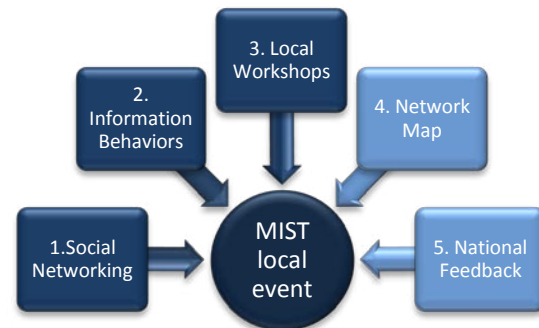 1.Social
Networking
2.
Information
Behaviors
3. Local
Workshops
4. Network
Map
5. National
Feedback
MIST
local
event